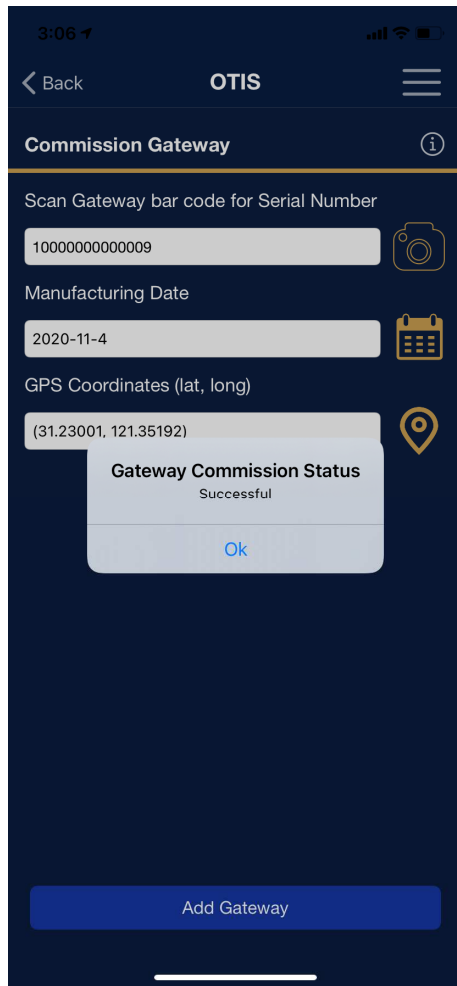 3:06
Back
OTIS
Commission Gateway
Scan Gateway bar code for Serial Number
10000000000009
Manufacturing Date
2020-11-4
GPS Coordinates (lat, long)
(31.23001, 121.35192)
Gateway Commission Status
Successful
Ok
Add Gateway